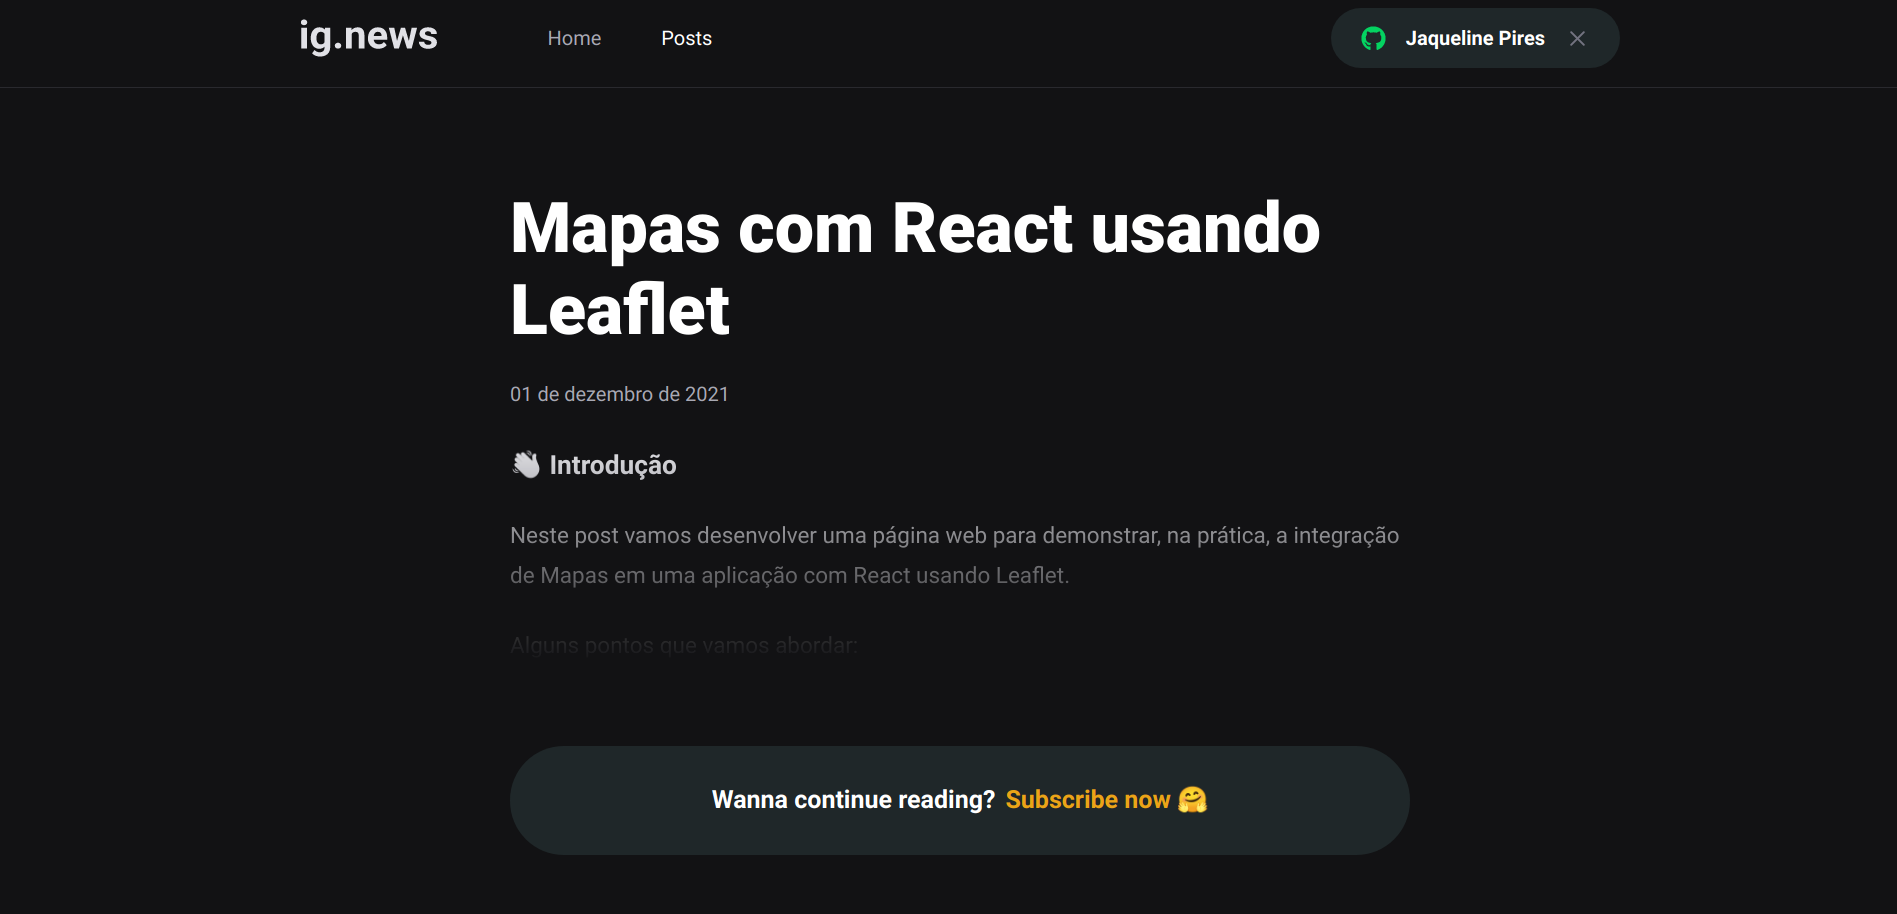 ig.news
Home
Posts
Jaqueline Pires
Mapas com React usando
Leaflet
01 de dezembro de 2021
👋 Introdução
Neste post vamos desenvolver uma página web para demonstrar, na prática, a integração
de Mapas em uma aplicação com React usando Leaflet.
Alguns pontos que vamos abordar:
Wanna continue reading? Subscribe now 🤗